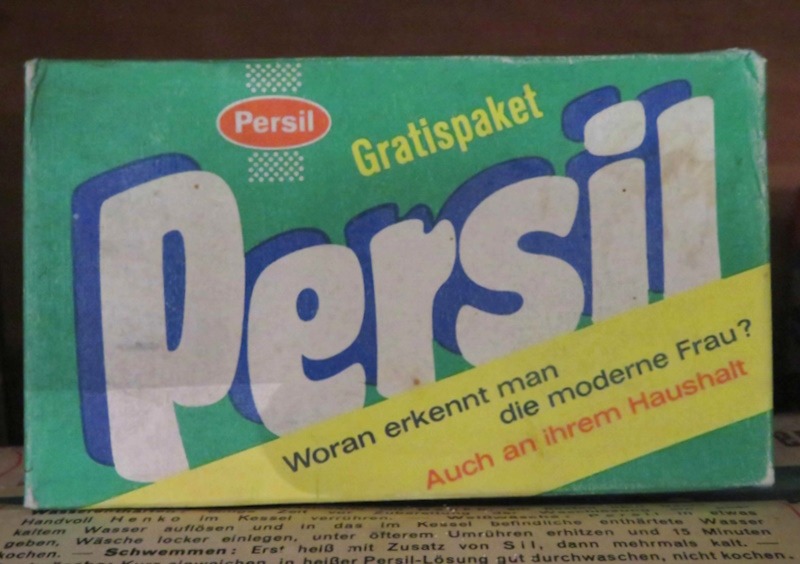 Persil
Gratispaket
Persil
Woran erkennt man
die moderne Frau?
Auch an ihrem Haushalt
Handvoll Henko im Kessel verrühren.
kaltem Wasser auflösen und in das im Kessel befindliche enthärtete Wasser
geben, Wäsche locker einlegen, unter öfterem Umrühren erhitzen und 15 Minuten
kochen. — Schwemmen: Erst heiß mit Zusatz von Sil, dann mehrmals kalt. —
einweichen, in heißer Persil-Lösung gut durchwaschen, nicht kochen.